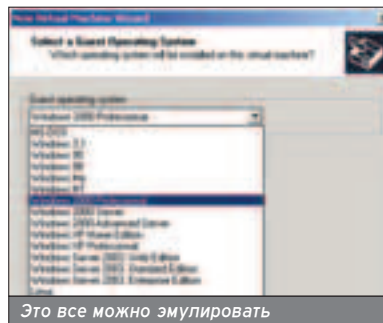 New Virtual Machine Wizard
Select a Guest Operating System
Which operating system will be installed on this virtual machine?
Guest operating system
Windows 2000 Professional
MS-DOS
Windows 3.1
Windows 95
Windows 98
Windows Me
Windows NT
Windows 2000 Professional
Windows 2000 Server
Windows 2000 Advanced Server
Windows XP Home Edition
Windows XP Professional
Windows Server 2003 Web Edition
Windows Server 2003 Standard Edition
Windows Server 2003 Enterprise Edition
Linux
Это все можно эмулировать